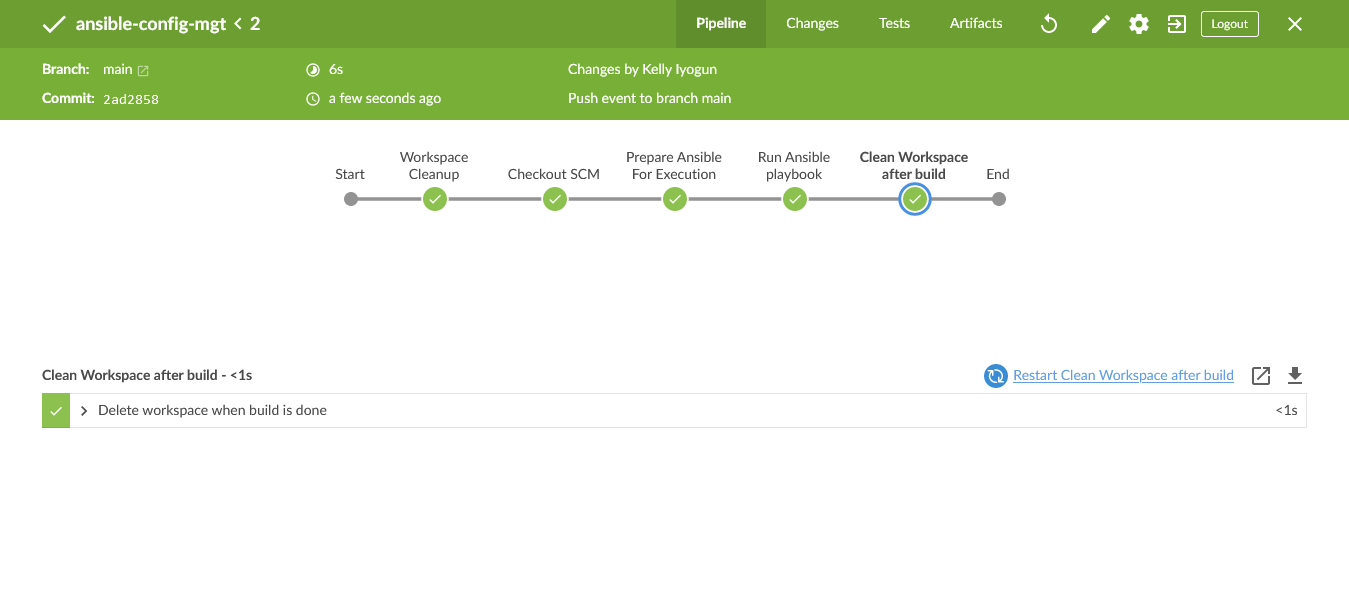 ansible-config-mgt < 2
Pipeline Changes Tests Artifacts Logout
Branch: main 6s Changes by Kelly Iyogun
Commit: 2ad2858 a few seconds ago Push event to branch main
Start
Workspace
Cleanup
Checkout SCM
Prepare Ansible
For Execution
Run Ansible
playbook
Clean Workspace
after build
End
Clean Workspace after build - <1s Restart Clean Workspace after build
Delete workspace when build is done <1s